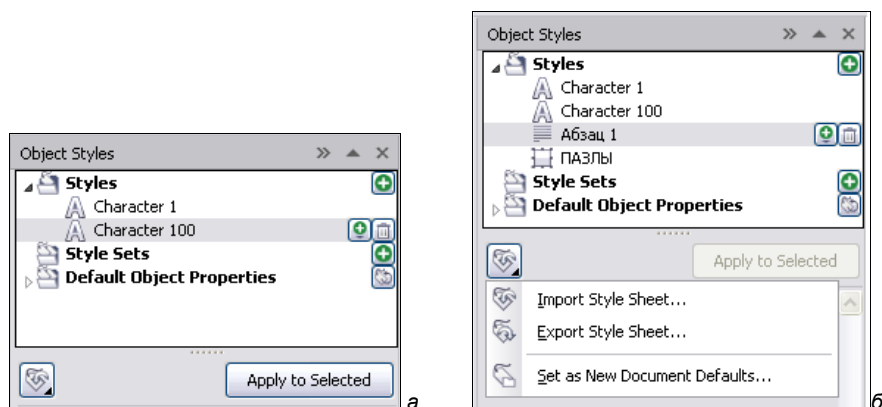 Object Styles
Styles
Character 1
Character 100
Style Sets
Default Object Properties
Apply to Selected
а
Object Styles
Styles
Character 1
Character 100
Абзац 1
ПАЗЛЫ
Style Sets
Default Object Properties
Apply to Selected
Import Style Sheet...
Export Style Sheet...
Set as New Document Defaults...
б